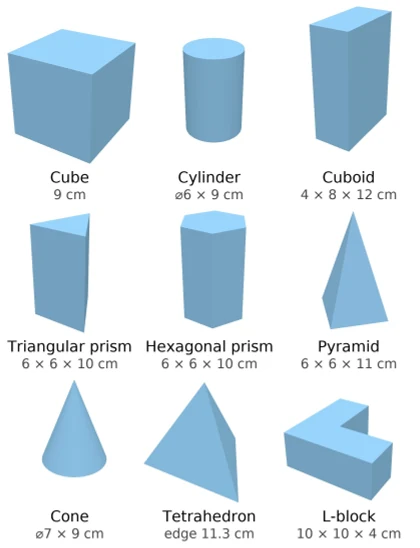 Cube
9 cm
Cylinder
⌀6 × 9 cm
Cuboid
4 × 8 × 12 cm
Triangular prism
6 × 6 × 10 cm
Hexagonal prism
6 × 6 × 10 cm
Pyramid
6 × 6 × 11 cm
Cone
⌀7 × 9 cm
Tetrahedron
edge 11.3 cm
L-block
10 × 10 × 4 cm